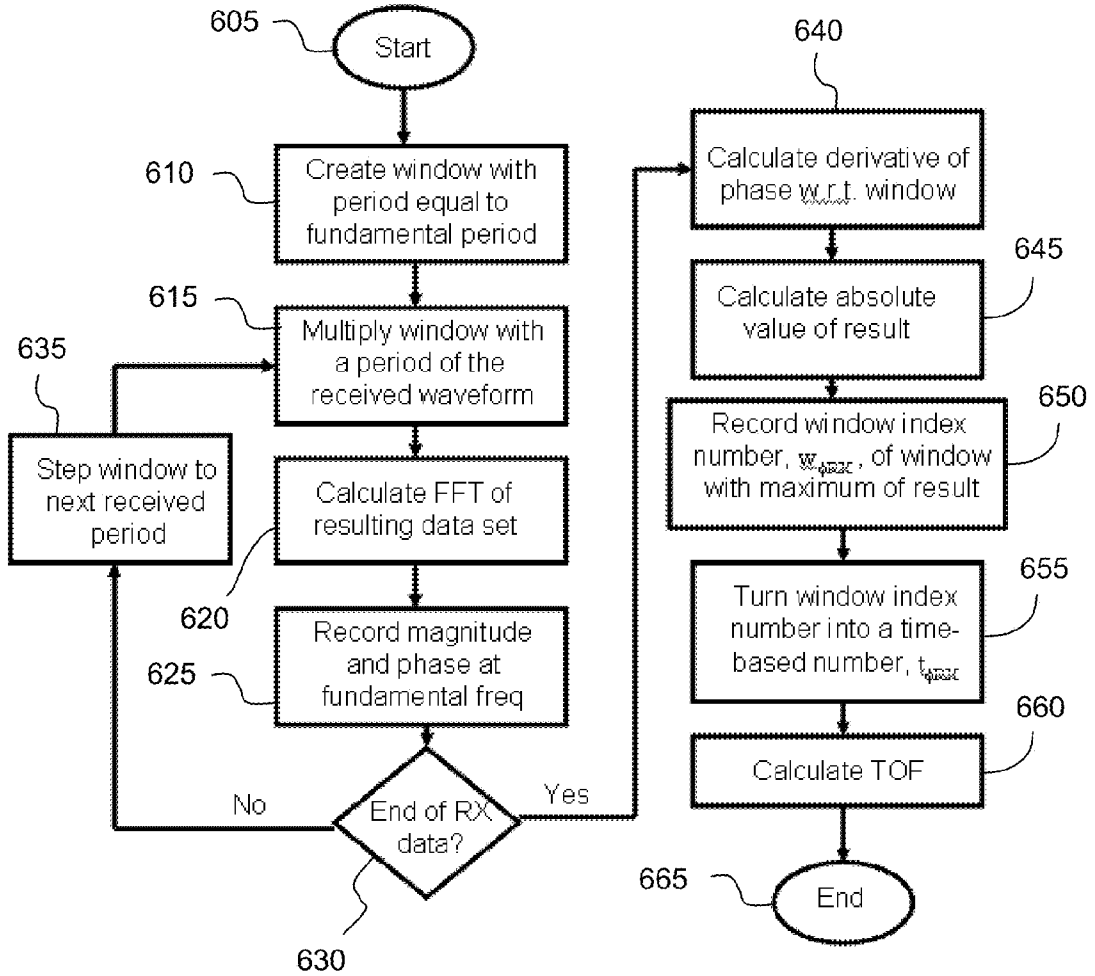 605
Start
610
Create window with
period equal to
fundamental period
615
Multiply window with
a period of the
received waveform
635
Step window to
next received
period
Calculate FFT of
resulting data set
620
625
Record magnitude
and phase at
fundamental freq
No
End of RX
data?
Yes
630
640
Calculate derivative of
phase w.r.t. window
645
Calculate absolute
value of result
650
Record window index
number, wϕRX, of window
with maximum of result
655
Turn window index
number into a time-
based number, tϕRX
660
Calculate TOF
665
End